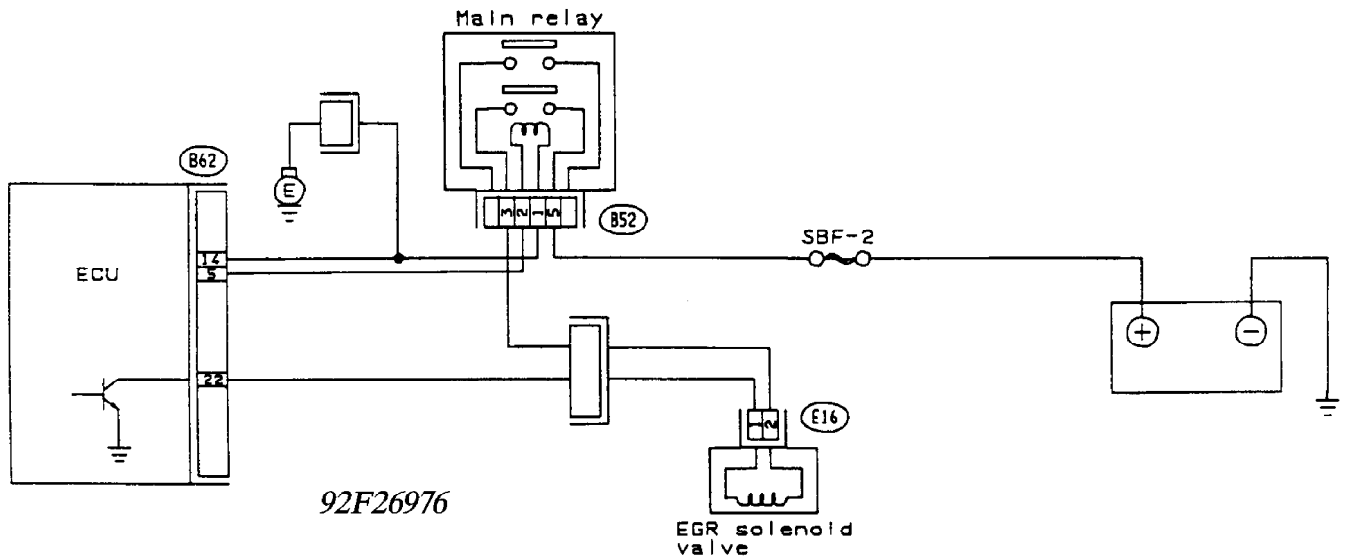 Main relay
B62
E
3 2 1 5
B52
SBF-2
14
5
ECU
+ −
22
1 2
E16
92F26976
EGR solenoid
valve